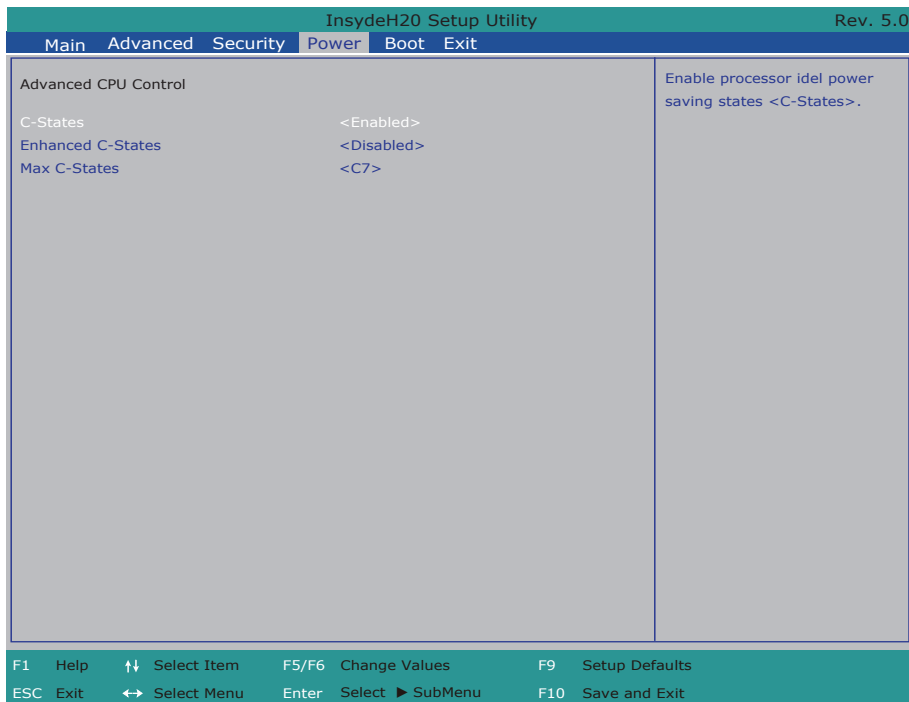 InsydeH20 Setup Utility Rev. 5.0
Main Advanced Security Power Boot Exit
Advanced CPU Control
C-States <Enabled>
Enhanced C-States <Disabled>
Max C-States <C7>
Enable processor idel power
saving states <C-States>.
F1 Help ↑↓ Select Item F5/F6 Change Values F9 Setup Defaults
ESC Exit ↔ Select Menu Enter Select ▶ SubMenu F10 Save and Exit